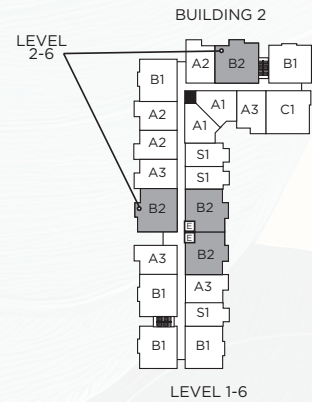 BUILDING 2
LEVEL
2-6
A2
B2
B1
B1
A1
A3
C1
A2
A1
A2
S1
A3
S1
B2
B2
E
E
B2
A3
B1
A3
S1
B1
B1
LEVEL 1-6